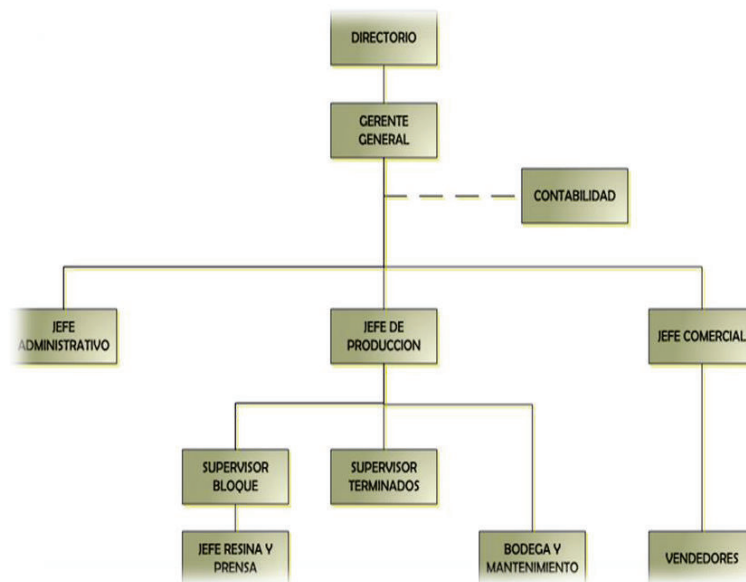 DIRECTORIO
GERENTE
GENERAL
CONTABILIDAD
JEFE
ADMINISTRATIVO
JEFE DE
PRODUCCION
JEFE COMERCIAL
SUPERVISOR
BLOQUE
SUPERVISOR
TERMINADOS
JEFE RESINA Y
PRENSA
BODEGA Y
MANTENIMIENTO
VENDEDORES